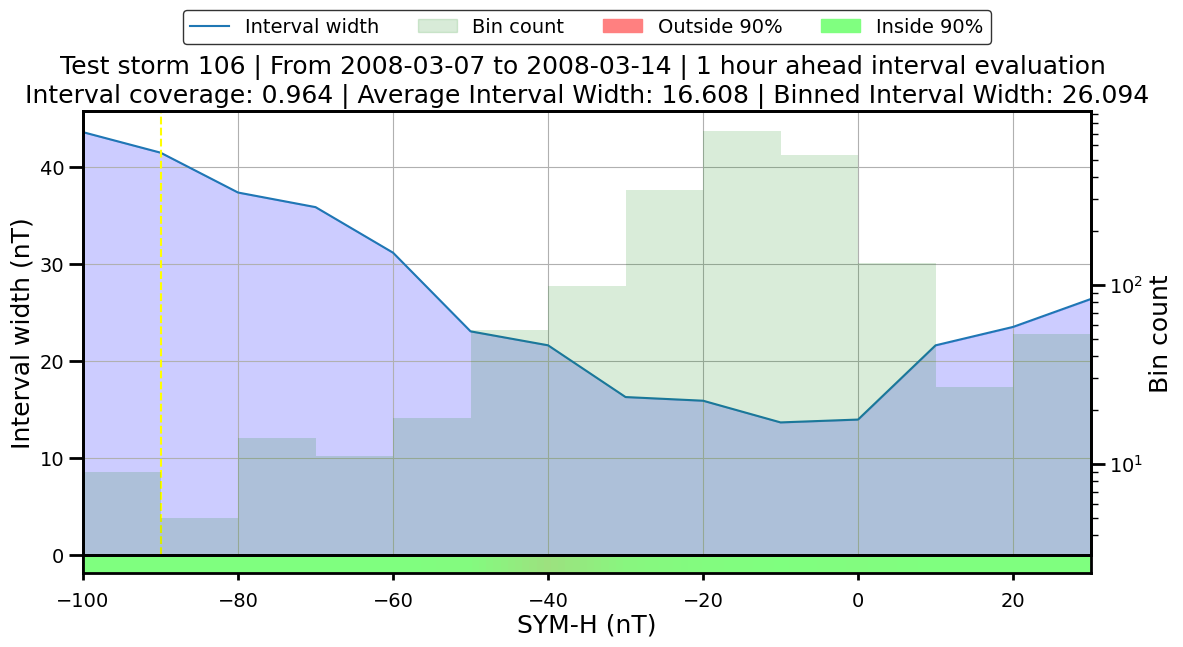 Interval width Bin count Outside 90% Inside 90%
Test storm 106 | From 2008-03-07 to 2008-03-14 | 1 hour ahead interval evaluation
Interval coverage: 0.964 | Average Interval Width: 16.608 | Binned Interval Width: 26.094
Interval width (nT)
40
30
20
10
0
10²
10¹
Bin count
−100 −80 −60 −40 −20 0 20
SYM-H (nT)